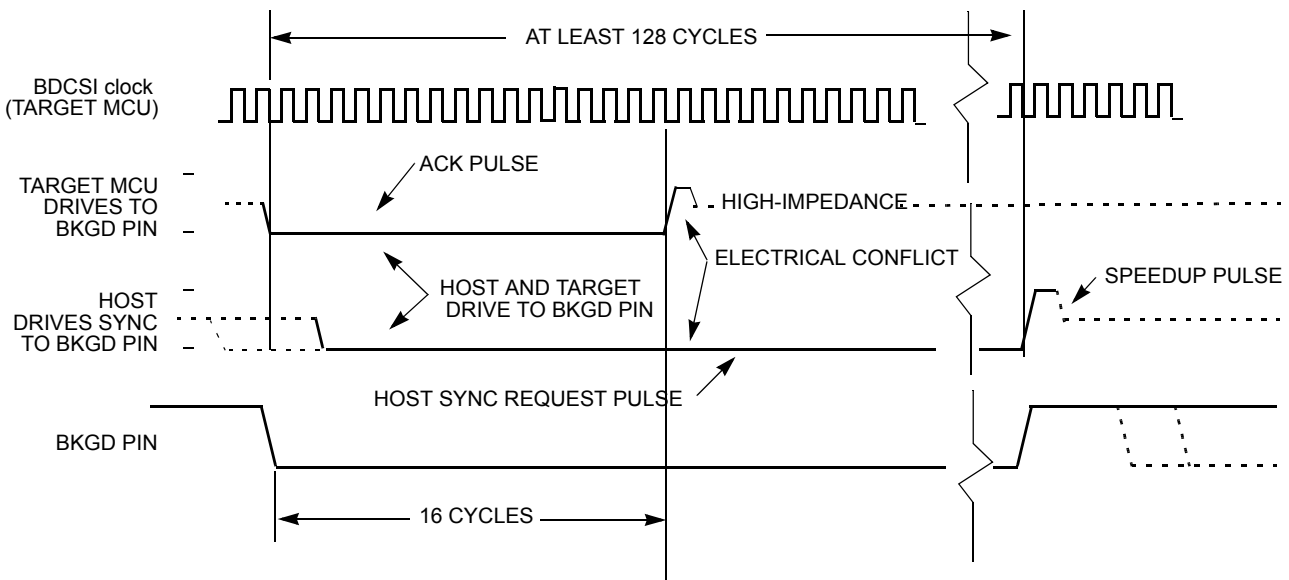 AT LEAST 128 CYCLES
BDCSI clock
(TARGET MCU)
ACK PULSE
TARGET MCU
DRIVES TO
BKGD PIN
HIGH-IMPEDANCE
ELECTRICAL CONFLICT
HOST AND TARGET
DRIVE TO BKGD PIN
SPEEDUP PULSE
HOST
DRIVES SYNC
TO BKGD PIN
HOST SYNC REQUEST PULSE
BKGD PIN
16 CYCLES